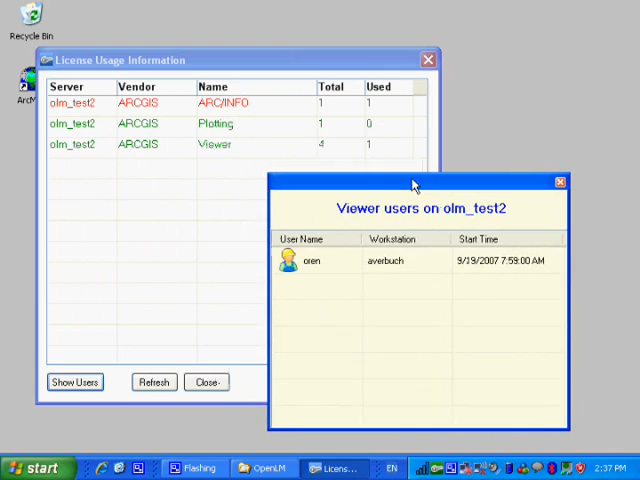 Recycle Bin
License Usage Information
Server Vendor Name Total Used
olm_test2 ARCGIS ARC/INFO 1 1
olm_test2 ARCGIS Plotting 1 0
olm_test2 ARCGIS Viewer 4 1
ArcM
Viewer users on olm_test2
User Name Workstation Start Time
oren averbuch 9/19/2007 7:59:00 AM
Show Users Refresh Close
start Flashing OpenLM Licens... EN 2:37 PM